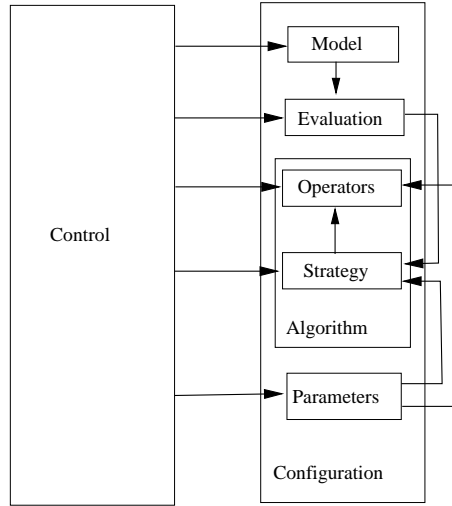 Model
Evaluation
Operators
Control
Strategy
Algorithm
Parameters
Configuration